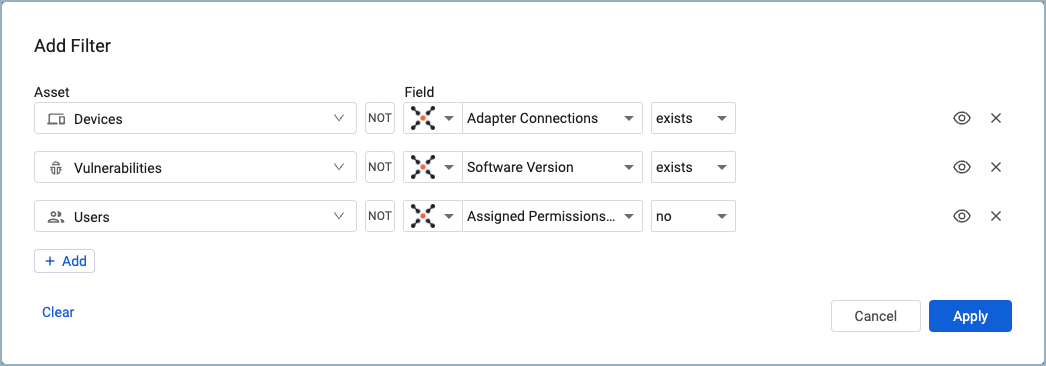 Add Filter
Asset Field
Devices NOT Adapter Connections exists
Vulnerabilities NOT Software Version exists
Users NOT Assigned Permissions... no
+ Add
Clear Cancel Apply